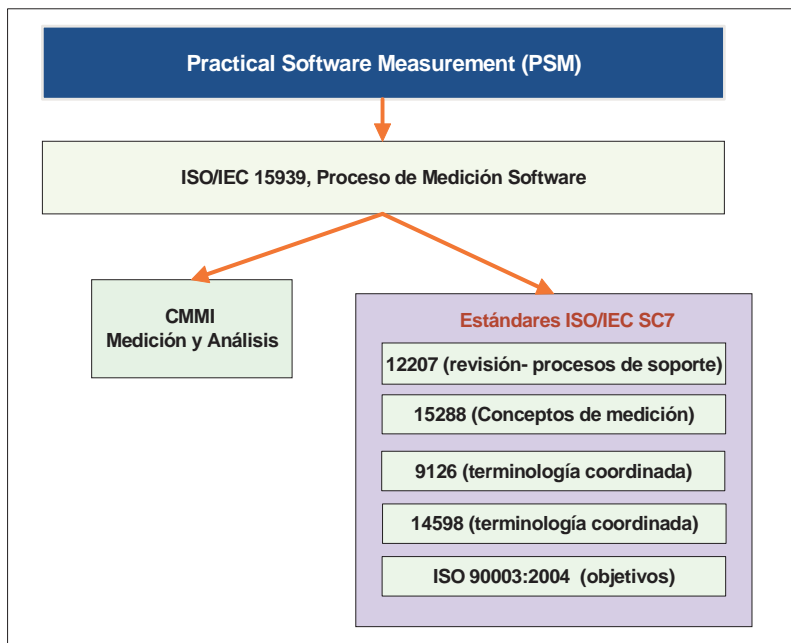 Practical Software Measurement (PSM)
ISO/IEC 15939, Proceso de Medición Software
CMMI
Medición y Análisis
Estándares ISO/IEC SC7
12207 (revisión- procesos de soporte)
15288 (Conceptos de medición)
9126 (terminología coordinada)
14598 (terminología coordinada)
ISO 90003:2004 (objetivos)